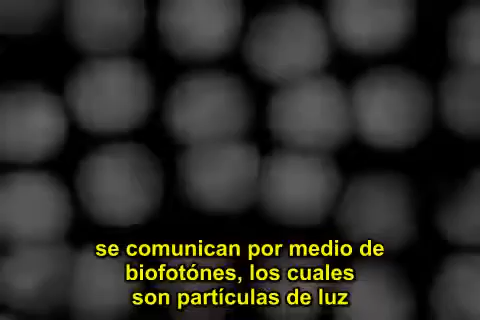 se comunican por medio de
biofotónes, los cuales
son partículas de luz